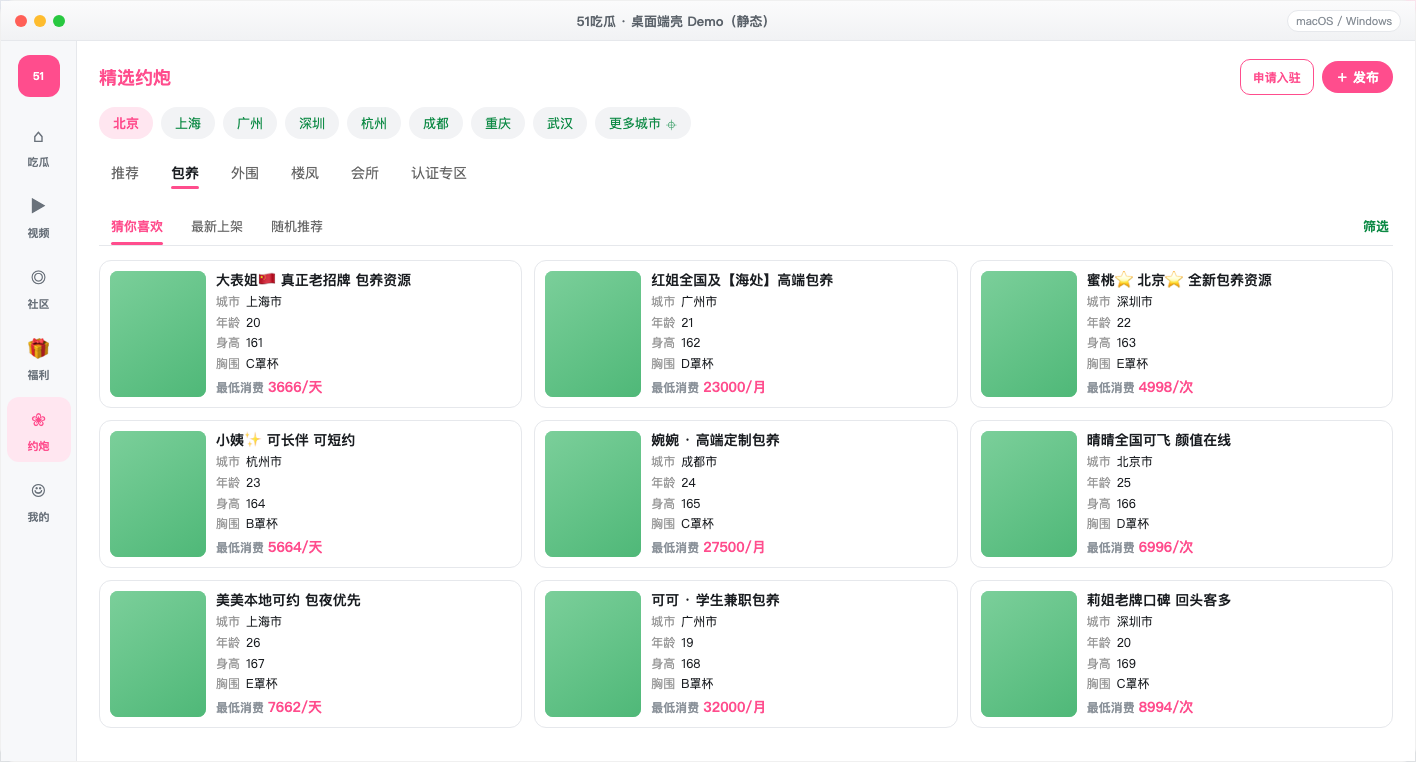 51吃瓜 · 桌面端壳 Demo（静态）
macOS / Windows
51
吃瓜
视频
社区
福利
约炮
我的
精选约炮
申请入驻
+ 发布
北京 上海 广州 深圳 杭州 成都 重庆 武汉 更多城市
推荐 包养 外围 楼凤 会所 认证专区
猜你喜欢 最新上架 随机推荐
筛选
大表姐🇨🇳 真正老招牌 包养资源
城市 上海市
年龄 20
身高 161
胸围 C罩杯
最低消费 3666/天
红姐全国及【海处】高端包养
城市 广州市
年龄 21
身高 162
胸围 D罩杯
最低消费 23000/月
蜜桃⭐ 北京⭐ 全新包养资源
城市 深圳市
年龄 22
身高 163
胸围 E罩杯
最低消费 4998/次
小姨✨ 可长伴 可短约
城市 杭州市
年龄 23
身高 164
胸围 B罩杯
最低消费 5664/天
婉婉 · 高端定制包养
城市 成都市
年龄 24
身高 165
胸围 C罩杯
最低消费 27500/月
晴晴全国可飞 颜值在线
城市 北京市
年龄 25
身高 166
胸围 D罩杯
最低消费 6996/次
美美本地可约 包夜优先
城市 上海市
年龄 26
身高 167
胸围 E罩杯
最低消费 7662/天
可可 · 学生兼职包养
城市 广州市
年龄 19
身高 168
胸围 B罩杯
最低消费 32000/月
莉姐老牌口碑 回头客多
城市 深圳市
年龄 20
身高 169
胸围 C罩杯
最低消费 8994/次